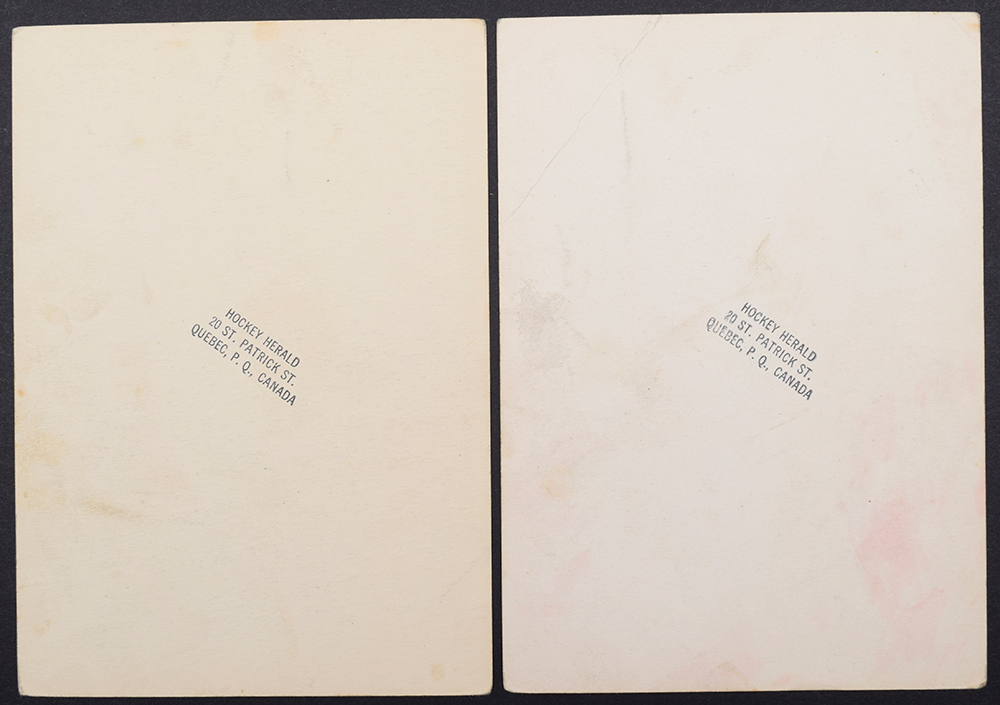 HOCKEY HERALD
20 ST. PATRICK ST.
QUEBEC, P. Q., CANADA
HOCKEY HERALD
20 ST. PATRICK ST.
QUEBEC, P. Q., CANADA